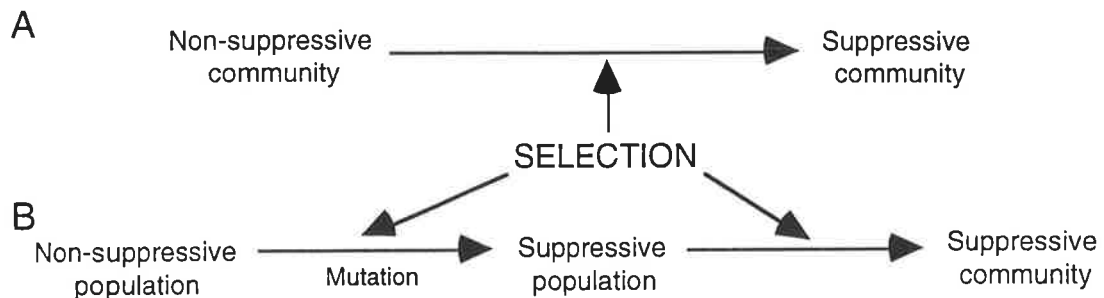 A
Non-suppressive
community
Suppressive
community
SELECTION
B
Non-suppressive
population
Mutation
Suppressive
population
Suppressive
community